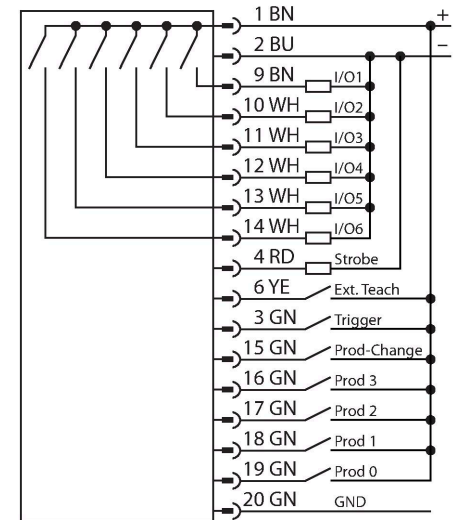 1 BN +
2 BU –
9 BN I/O1
10 WH I/O2
11 WH I/O3
12 WH I/O4
13 WH I/O5
14 WH I/O6
4 RD Strobe
6 YE Ext. Teach
3 GN Trigger
15 GN Prod-Change
16 GN Prod 3
17 GN Prod 2
18 GN Prod 1
19 GN Prod 0
20 GN GND